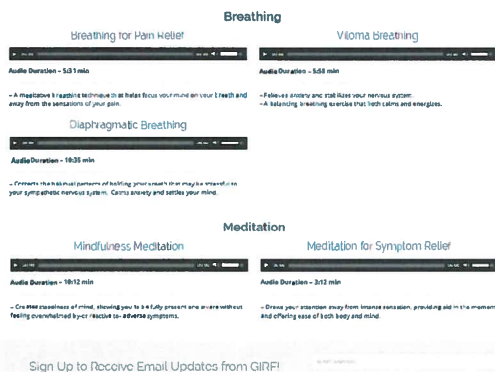 Breathing
Breathing for Pain Relief
Viloma Breathing
Audio Duration – 5:31 min
Audio Duration – 5:58 min
– A meditative breathing technique that helps focus your mind on your breath and
away from the sensations of your pain.
–Relieves anxiety and stabilizes your nervous system.
–A balancing breathing exercise that both calms and energizes.
Diaphragmatic Breathing
Audio Duration – 10:35 min
– Corrects the habitual patterns of holding your breath that may be stressful to
your sympathetic nervous system. Calms anxiety and settles your mind.
Meditation
Mindfulness Meditation
Meditation for Symptom Relief
Audio Duration – 10:12 min
Audio Duration – 3:12 min
– Creates steadiness of mind, allowing you to be fully present and aware without
feeling overwhelmed by or reactive to adverse symptoms.
– Draws your attention away from intense sensation, providing aid in the moment
and offering ease of both body and mind.
Sign Up to Receive Email Updates from GIRF!